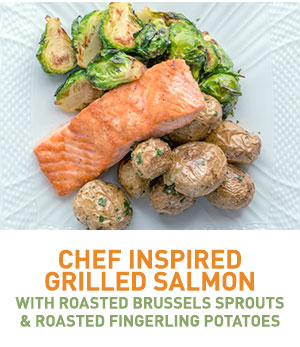 CHEF INSPIRED
GRILLED SALMON
WITH ROASTED BRUSSELS SPROUTS
& ROASTED FINGERLING POTATOES